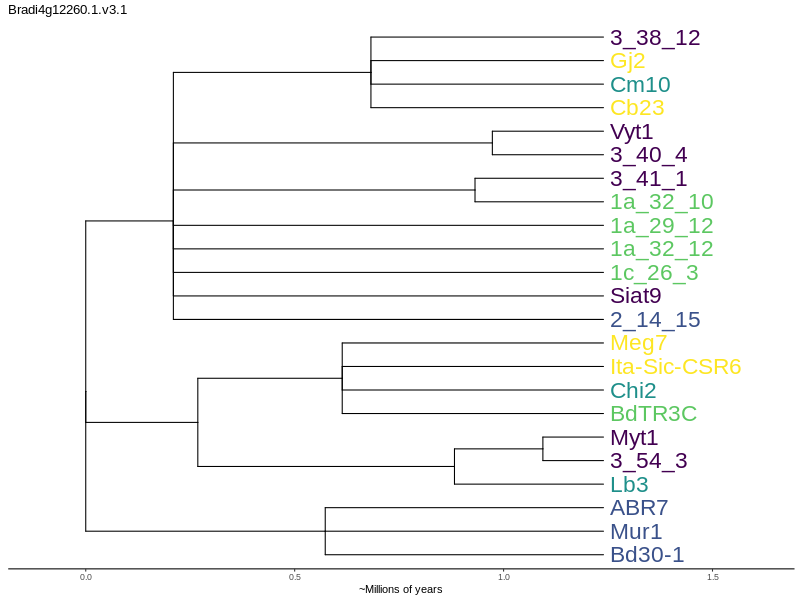 Bradi4g12260.1.v3.1
3_38_12
Gj2
Cm10
Cb23
Vyt1
3_40_4
3_41_1
1a_32_10
1a_29_12
1a_32_12
1c_26_3
Siat9
2_14_15
Meg7
Ita-Sic-CSR6
Chi2
BdTR3C
Myt1
3_54_3
Lb3
ABR7
Mur1
Bd30-1
0.0 0.5 1.0 1.5
~Millions of years